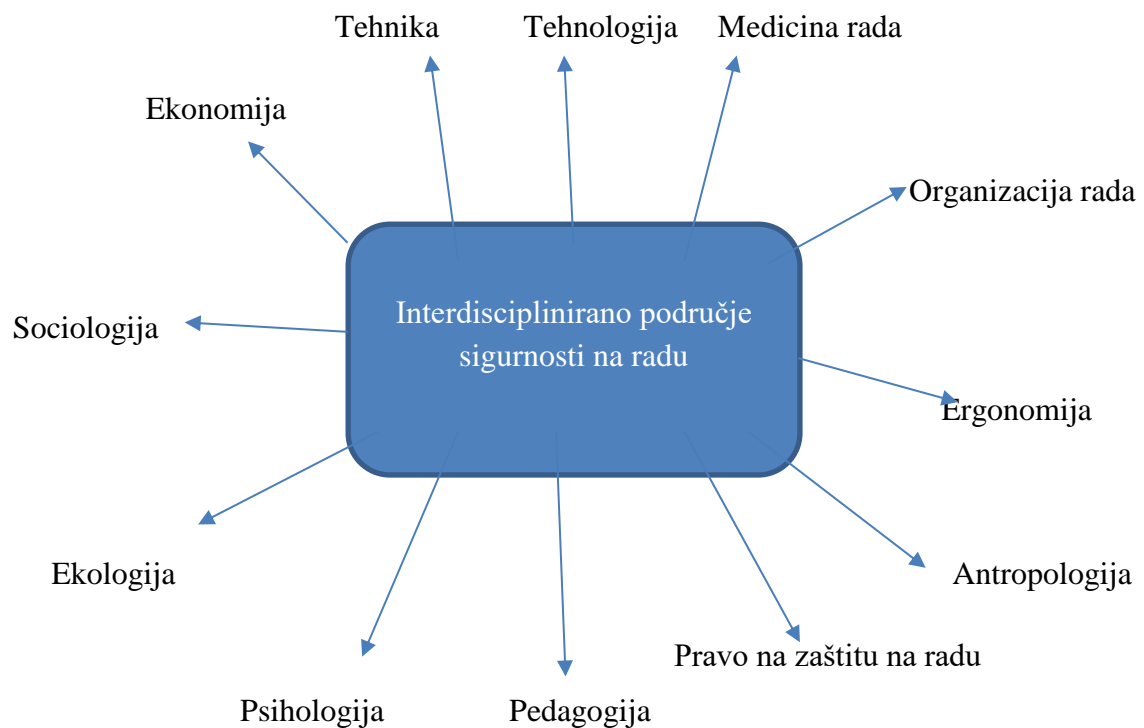 Tehnika
Tehnologija
Medicina rada
Ekonomija
Organizacija rada
Interdisciplinirano područje
sigurnosti na radu
Sociologija
Ergonomija
Ekologija
Antropologija
Pravo na zaštitu na radu
Psihologija
Pedagogija